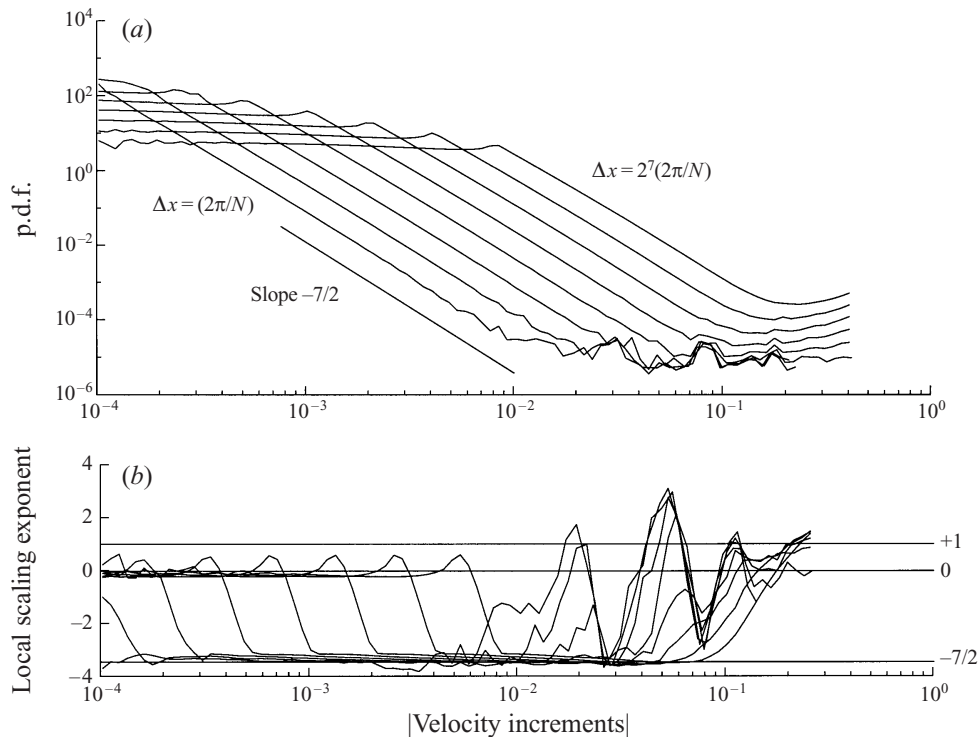 (a)
10^2
10^0
10^−2
10^−4
10^−6
p.d.f.
Δx = 2^7(2π/N)
Δx = (2π/N)
Slope −7/2
10^−4
10^−3
10^−2
10^−1
10^0
(b)
4
2
0
−2
−4
Local scaling exponent
+1
0
−7/2
10^−4
10^−3
10^−2
10^−1
10^0
|Velocity increments|